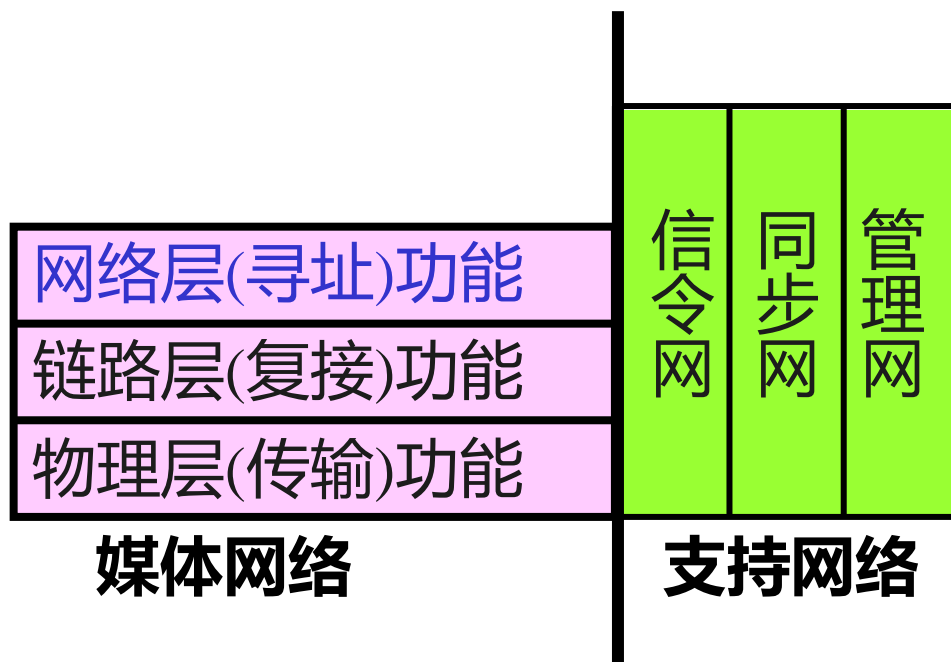 网络层(寻址)功能
链路层(复接)功能
物理层(传输)功能
媒体网络
信令网
同步网
管理网
支持网络